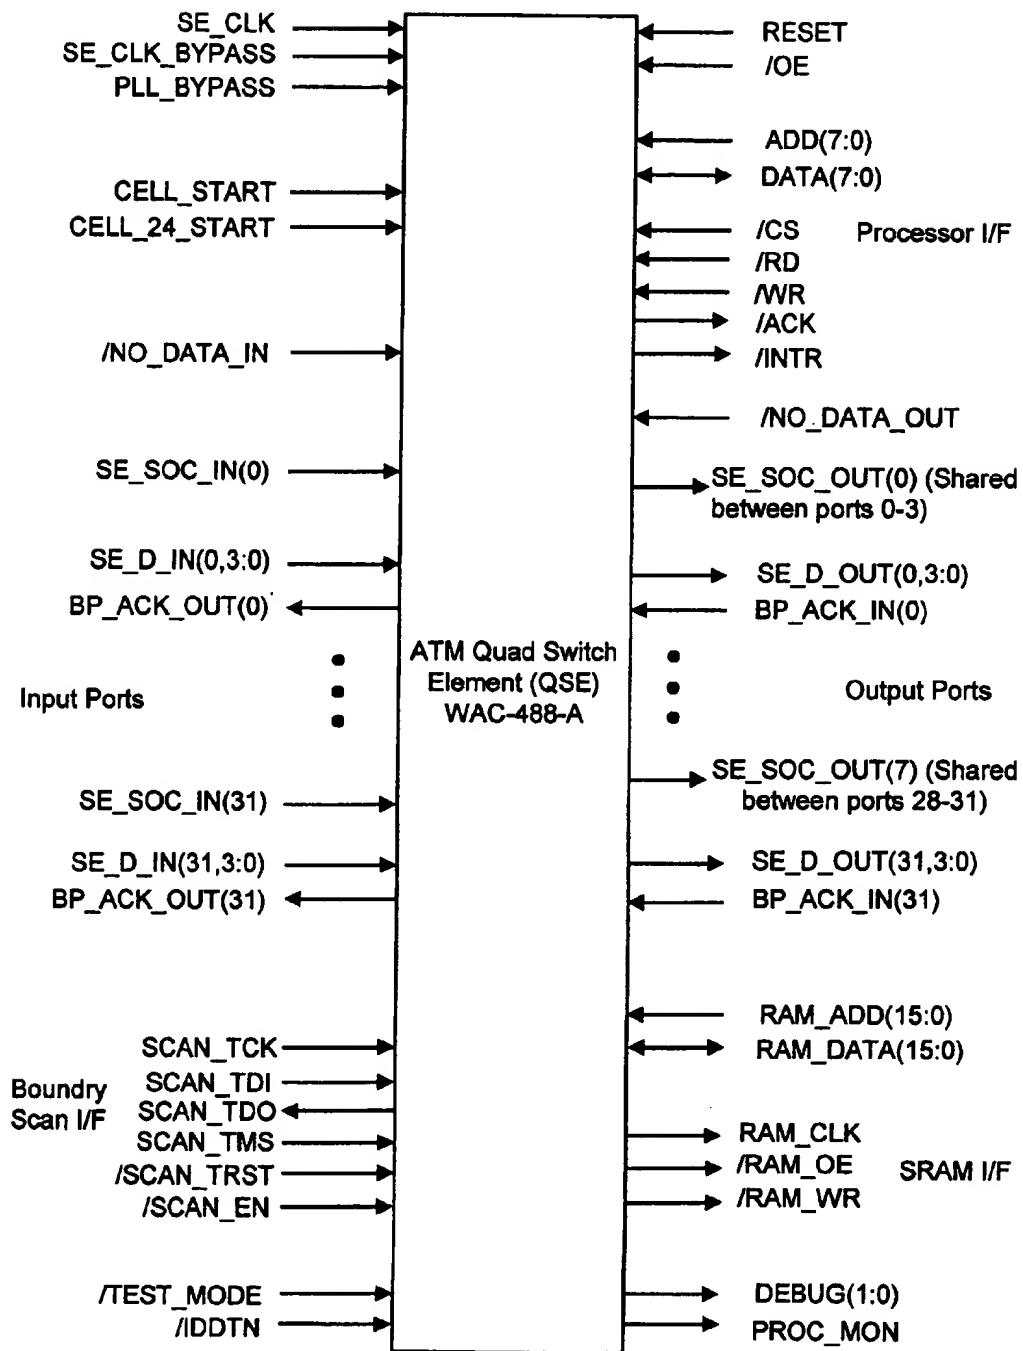 SE_CLK
SE_CLK_BYPASS
PLL_BYPASS
CELL_START
CELL_24_START
/NO_DATA_IN
SE_SOC_IN(0)
SE_D_IN(0,3:0)
BP_ACK_OUT(0)
Input Ports
SE_SOC_IN(31)
SE_D_IN(31,3:0)
BP_ACK_OUT(31)
Boundry
Scan I/F
SCAN_TCK
SCAN_TDI
SCAN_TDO
SCAN_TMS
/SCAN_TRST
/SCAN_EN
/TEST_MODE
/IDDTN
ATM Quad Switch
Element (QSE)
WAC-488-A
RESET
/OE
ADD(7:0)
DATA(7:0)
/CS
Processor I/F
/RD
/WR
/ACK
/INTR
/NO_DATA_OUT
SE_SOC_OUT(0) (Shared
between ports 0-3)
SE_D_OUT(0,3:0)
BP_ACK_IN(0)
Output Ports
SE_SOC_OUT(7) (Shared
between ports 28-31)
SE_D_OUT(31,3:0)
BP_ACK_IN(31)
RAM_ADD(15:0)
RAM_DATA(15:0)
RAM_CLK
/RAM_OE
SRAM I/F
/RAM_WR
DEBUG(1:0)
PROC_MON